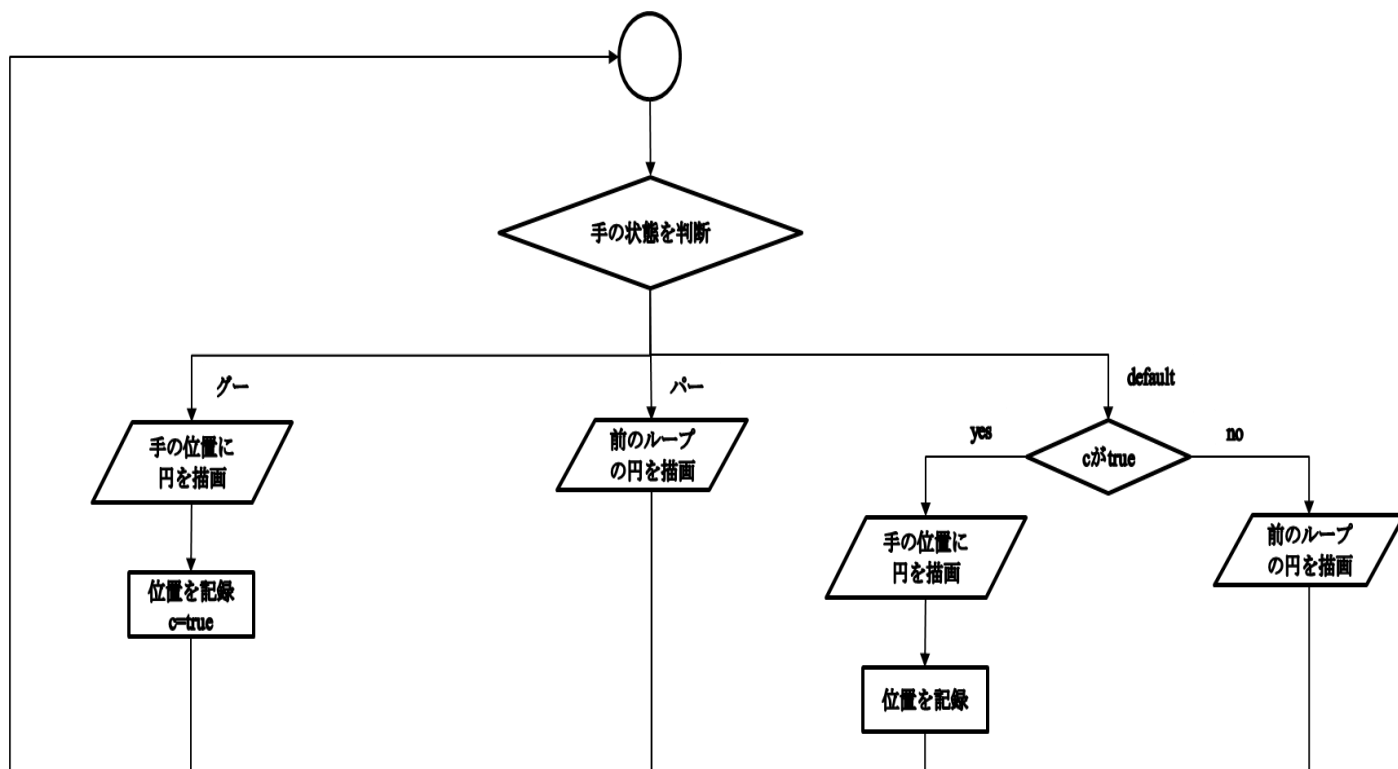 手の状態を判断
グー
パー
default
手の位置に
円を描画
前のループ
の円を描画
yes
cがtrue
no
手の位置に
円を描画
前のループ
の円を描画
位置を記録
c=true
位置を記録